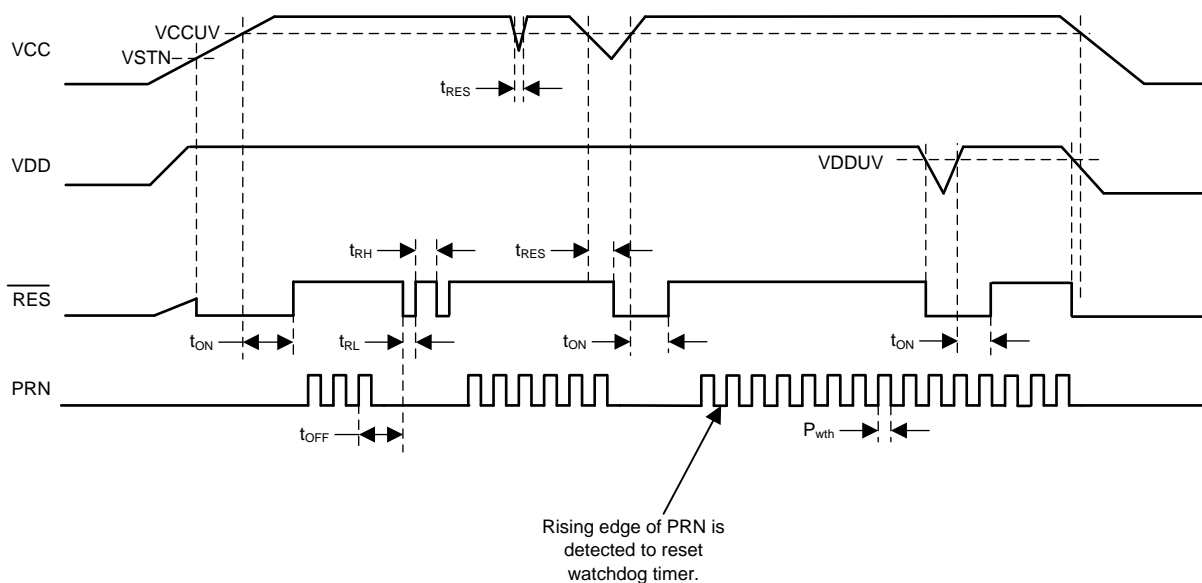 VCC
VCCUV
VSTN
tRES
VDD
VDDUV
tRH
tRES
RES
tON
tRL
tON
tON
PRN
tOFF
Pwth
Rising edge of PRN is
detected to reset
watchdog timer.